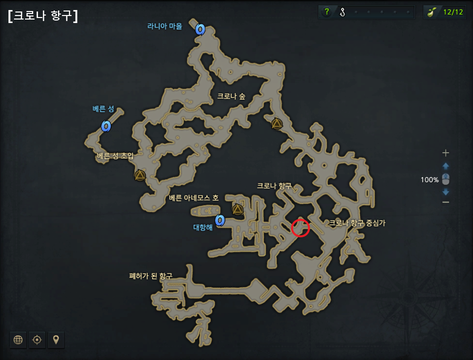 [크로나 항구]
? 12/12
라니아 마을
크로나 숲
베른 성
베른 성 초입
크로나 항구
베른 아네모스 호
대항해
크로나 항구 중심가
폐허가 된 항구
100%